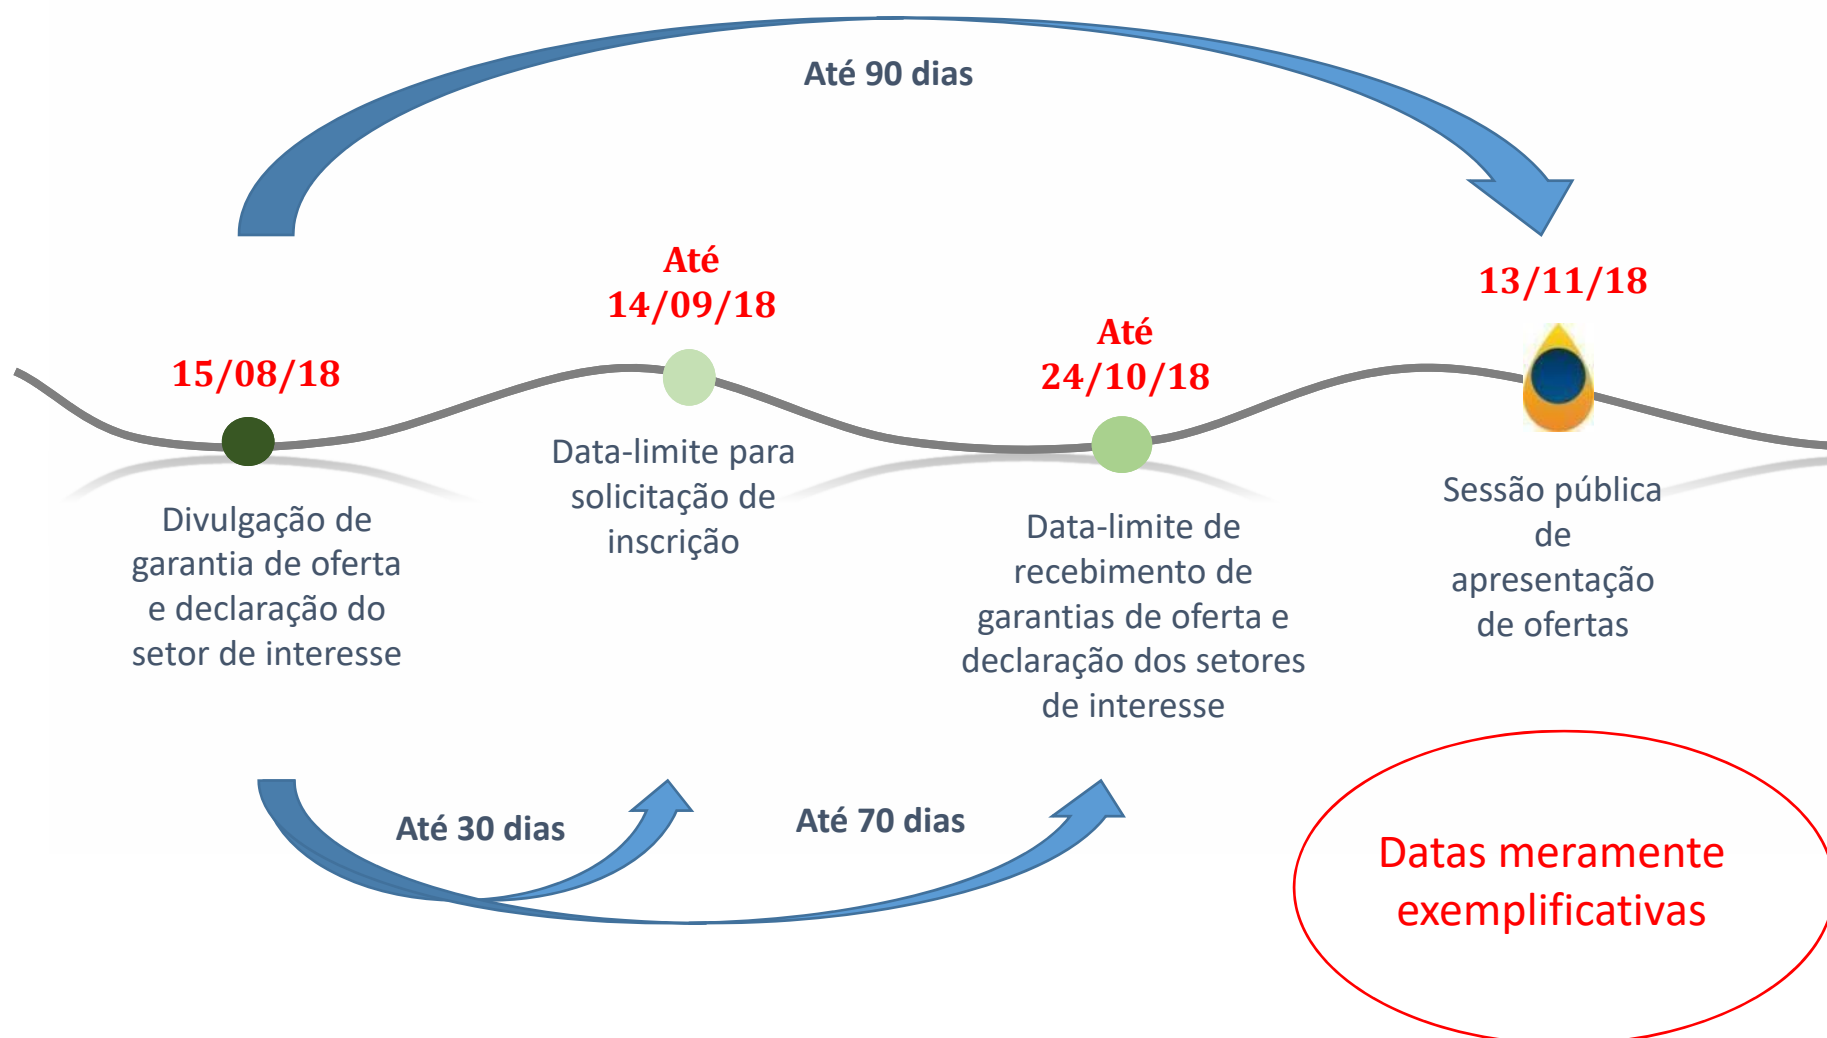 Até 90 dias
15/08/18
Divulgação de
garantia de oferta
e declaração do
setor de interesse
Até
14/09/18
Data-limite para
solicitação de
inscrição
Até
24/10/18
Data-limite de
recebimento de
garantias de oferta e
declaração dos setores
de interesse
13/11/18
Sessão pública
de
apresentação
de ofertas
Até 30 dias
Até 70 dias
Datas meramente
exemplificativas